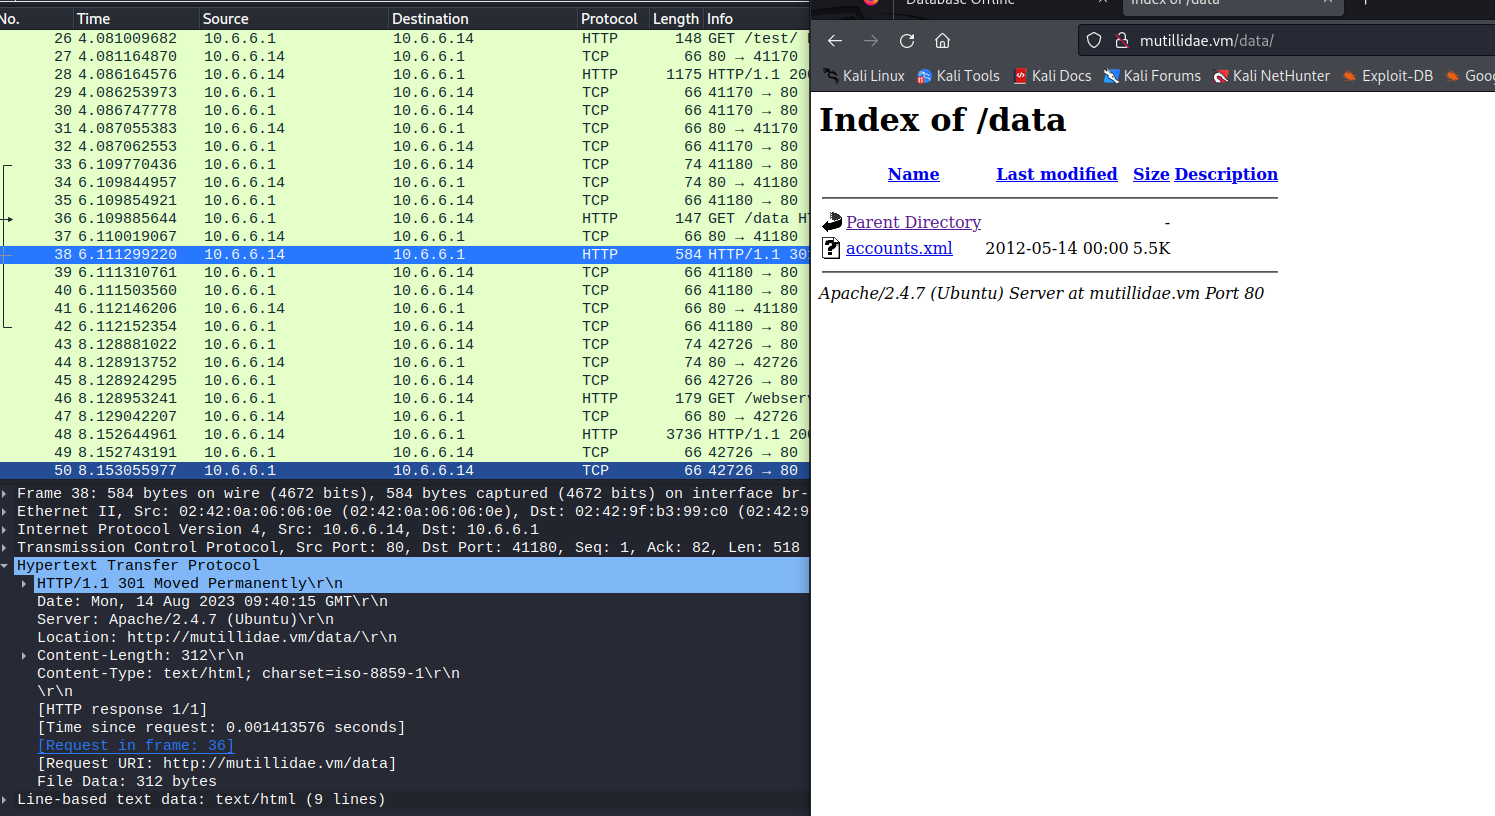 No. Time Source Destination Protocol Length Info
26 4.081009682 10.6.6.1 10.6.6.14 HTTP 148 GET /test/
27 4.081164870 10.6.6.14 10.6.6.1 TCP 66 80 → 41170
28 4.086164576 10.6.6.14 10.6.6.1 HTTP 1175 HTTP/1.1 200
29 4.086253973 10.6.6.1 10.6.6.14 TCP 66 41170 → 80
30 4.086747778 10.6.6.1 10.6.6.14 TCP 66 41170 → 80
31 4.087055383 10.6.6.14 10.6.6.1 TCP 66 80 → 41170
32 4.087062553 10.6.6.1 10.6.6.14 TCP 66 41170 → 80
33 6.109770436 10.6.6.1 10.6.6.14 TCP 74 41180 → 80
34 6.109844957 10.6.6.14 10.6.6.1 TCP 74 80 → 41180
35 6.109854921 10.6.6.1 10.6.6.14 TCP 66 41180 → 80
36 6.109885644 10.6.6.1 10.6.6.14 HTTP 147 GET /data H
37 6.110019067 10.6.6.14 10.6.6.1 TCP 66 80 → 41180
38 6.111299220 10.6.6.14 10.6.6.1 HTTP 584 HTTP/1.1 301
39 6.111310761 10.6.6.1 10.6.6.14 TCP 66 41180 → 80
40 6.111503560 10.6.6.1 10.6.6.14 TCP 66 41180 → 80
41 6.112146206 10.6.6.14 10.6.6.1 TCP 66 80 → 41180
42 6.112152354 10.6.6.1 10.6.6.14 TCP 66 41180 → 80
43 8.128881022 10.6.6.1 10.6.6.14 TCP 74 42726 → 80
44 8.128913752 10.6.6.14 10.6.6.1 TCP 74 80 → 42726
45 8.128924295 10.6.6.1 10.6.6.14 TCP 66 42726 → 80
46 8.128953241 10.6.6.1 10.6.6.14 HTTP 179 GET /webserv
47 8.129042207 10.6.6.14 10.6.6.1 TCP 66 80 → 42726
48 8.152644961 10.6.6.14 10.6.6.1 HTTP 3736 HTTP/1.1 200
49 8.152743191 10.6.6.1 10.6.6.14 TCP 66 42726 → 80
50 8.153055977 10.6.6.1 10.6.6.14 TCP 66 42726 → 80
Frame 38: 584 bytes on wire (4672 bits), 584 bytes captured (4672 bits) on interface br-
Ethernet II, Src: 02:42:0a:06:06:0e (02:42:0a:06:06:0e), Dst: 02:42:9f:b3:99:c0 (02:42:9
Internet Protocol Version 4, Src: 10.6.6.14, Dst: 10.6.6.1
Transmission Control Protocol, Src Port: 80, Dst Port: 41180, Seq: 1, Ack: 82, Len: 518
Hypertext Transfer Protocol
HTTP/1.1 301 Moved Permanently\r\n
Date: Mon, 14 Aug 2023 09:40:15 GMT\r\n
Server: Apache/2.4.7 (Ubuntu)\r\n
Location: http://mutillidae.vm/data/\r\n
Content-Length: 312\r\n
Content-Type: text/html; charset=iso-8859-1\r\n
\r\n
[HTTP response 1/1]
[Time since request: 0.001413576 seconds]
[Request in frame: 36]
[Request URI: http://mutillidae.vm/data]
File Data: 312 bytes
Line-based text data: text/html (9 lines)
Database Offline Index of /data
mutillidae.vm/data/
Kali Linux Kali Tools Kali Docs Kali Forums Kali NetHunter Exploit-DB Goog
Index of /data
Name Last modified Size Description
Parent Directory -
accounts.xml 2012-05-14 00:00 5.5K
Apache/2.4.7 (Ubuntu) Server at mutillidae.vm Port 80